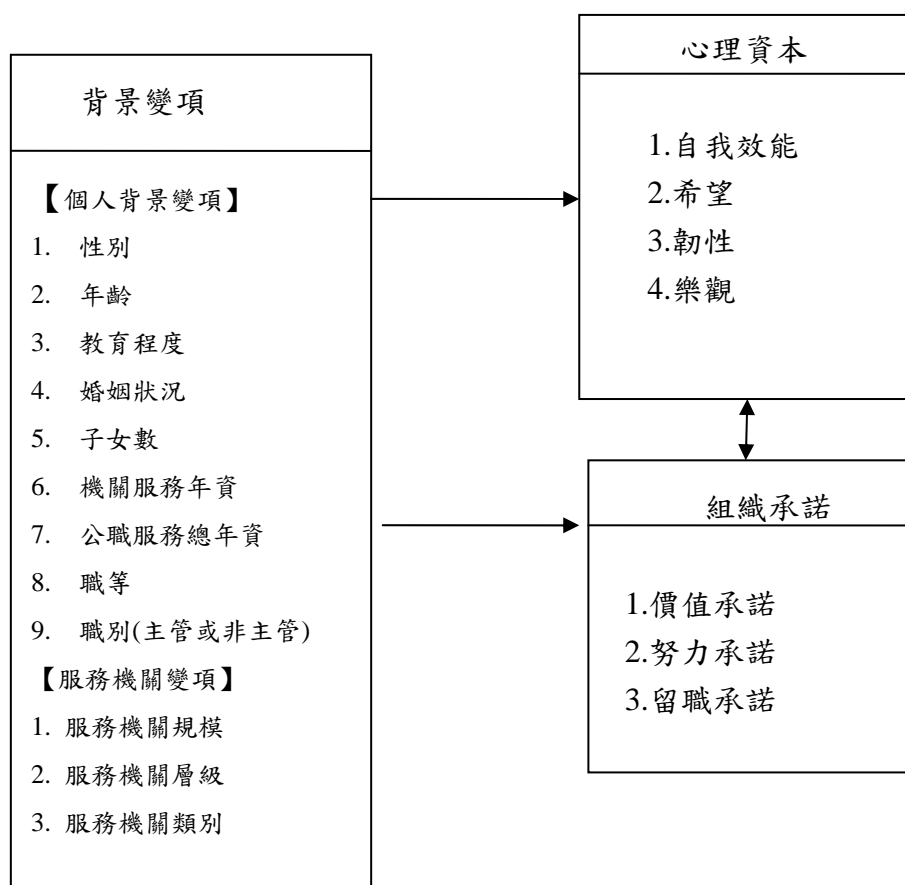 背景變項
【個人背景變項】
1. 性別
2. 年齡
3. 教育程度
4. 婚姻狀況
5. 子女數
6. 機關服務年資
7. 公職服務總年資
8. 職等
9. 職別(主管或非主管)
【服務機關變項】
1. 服務機關規模
2. 服務機關層級
3. 服務機關類別
心理資本
1.自我效能
2.希望
3.韌性
4.樂觀
組織承諾
1.價值承諾
2.努力承諾
3.留職承諾